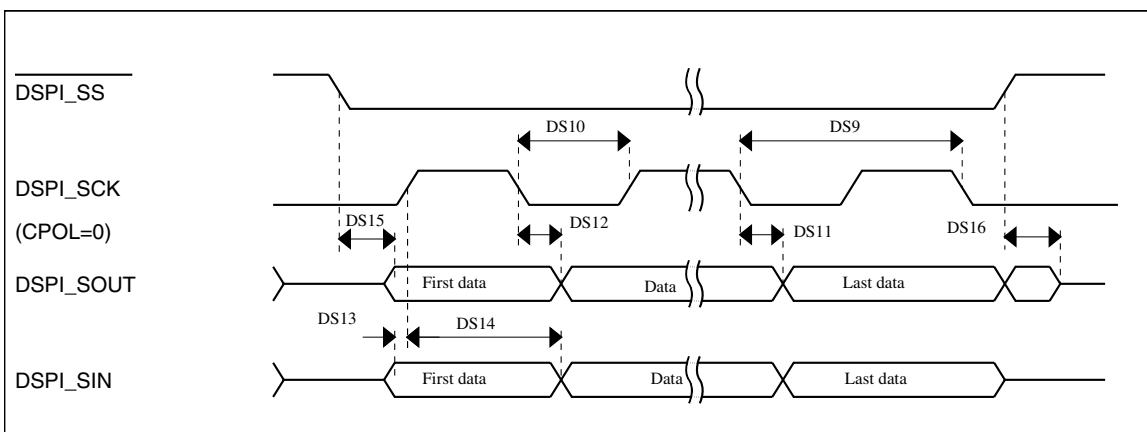 DSPI_SS
DS10
DS9
DSPI_SCK
(CPOL=0)
DS15
DS12
DS11
DS16
DSPI_SOUT
First data
Data
Last data
DS13
DS14
DSPI_SIN
First data
Data
Last data